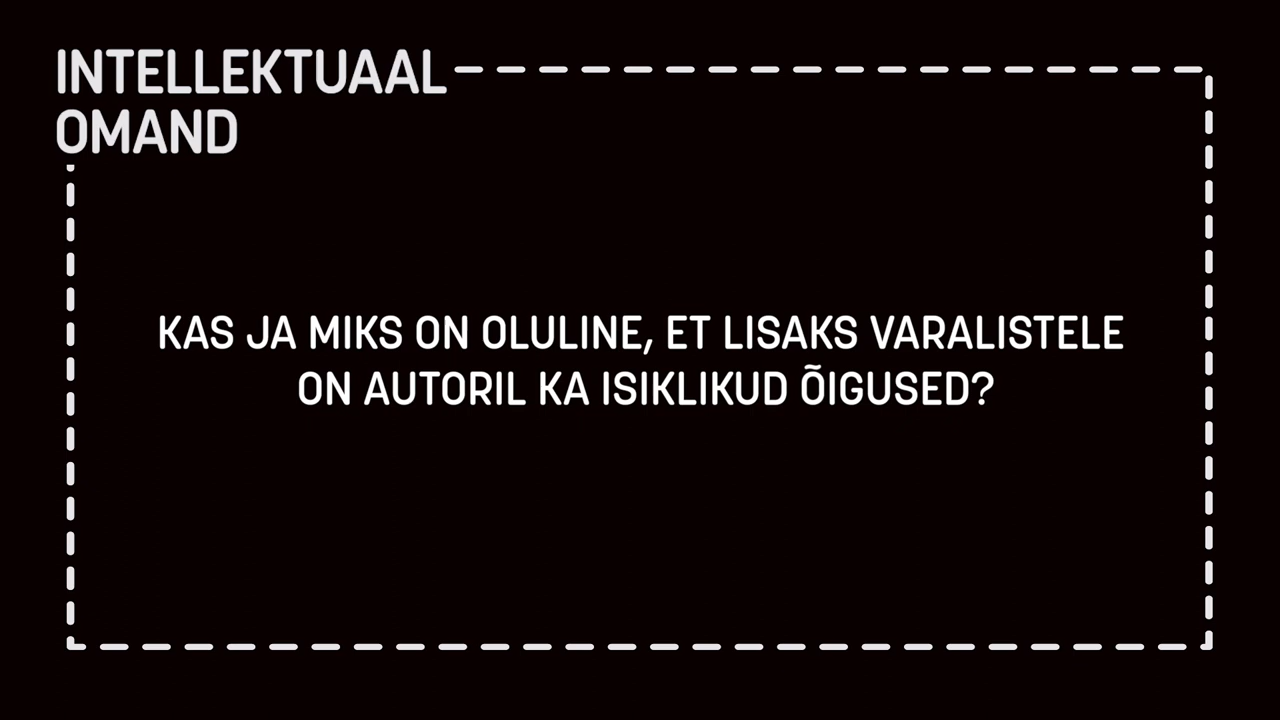 INTELLEKTUAAL
OMAND
KAS JA MIKS ON OLULINE, ET LISAKS VARALISTELE
ON AUTORIL KA ISIKLIKUD ÕIGUSED?